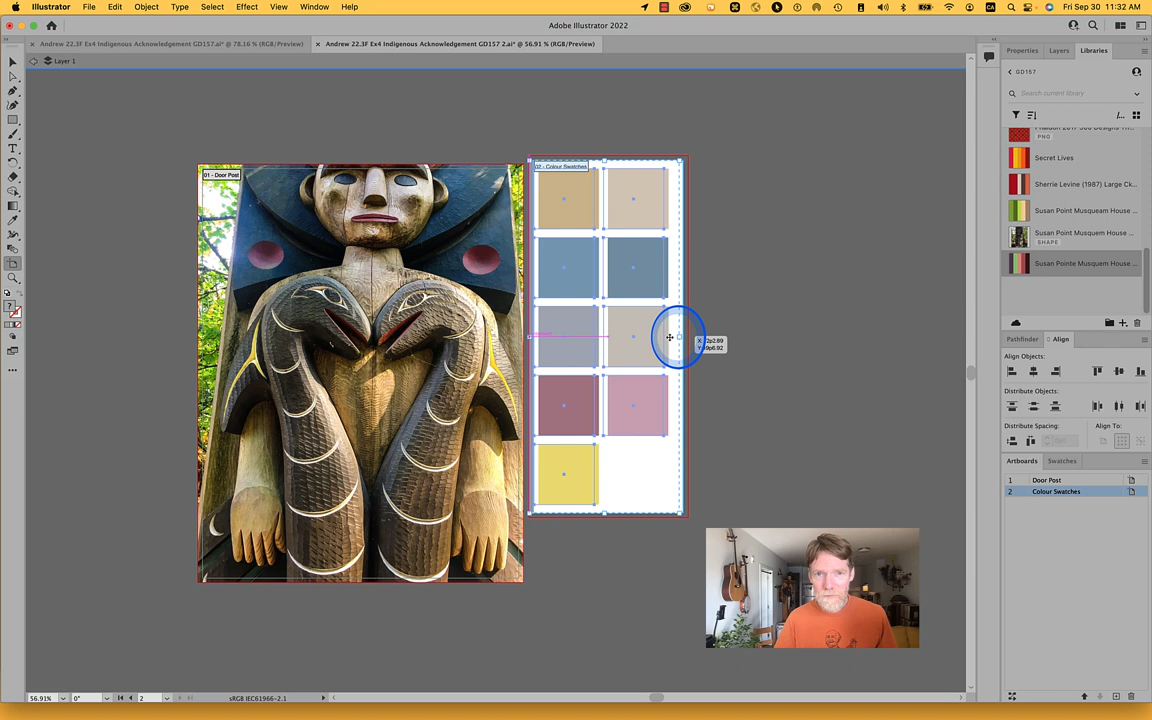 Illustrator File Edit Object Type Select Effect View Window Help
Fri Sep 30 11:32 AM
Adobe Illustrator 2022
Andrew 22.3F Ex4 Indigenous Acknowledgement GD157.ai* @ 78.16 % (RGB/Preview)
Andrew 22.3F Ex4 Indigenous Acknowledgement GD157 2.ai* @ 56.91 % (RGB/Preview)
Layer 1
01 - Door Post
02 - Colour Swatches
Properties Layers Libraries
GD157
Search current library
PNG
Secret Lives
Sherrie Levine (1987) Large Ck...
Susan Point Musqueam House ...
Susan Point Musquem House ...
SHAPE
Susan Pointe Musquem House ...
Pathfinder Align
Align Objects:
Distribute Objects:
Distribute Spacing: Align To:
Artboards Swatches
1 Door Post
2 Colour Swatches
56.91% 0° 2 sRGB IEC61966-2.1